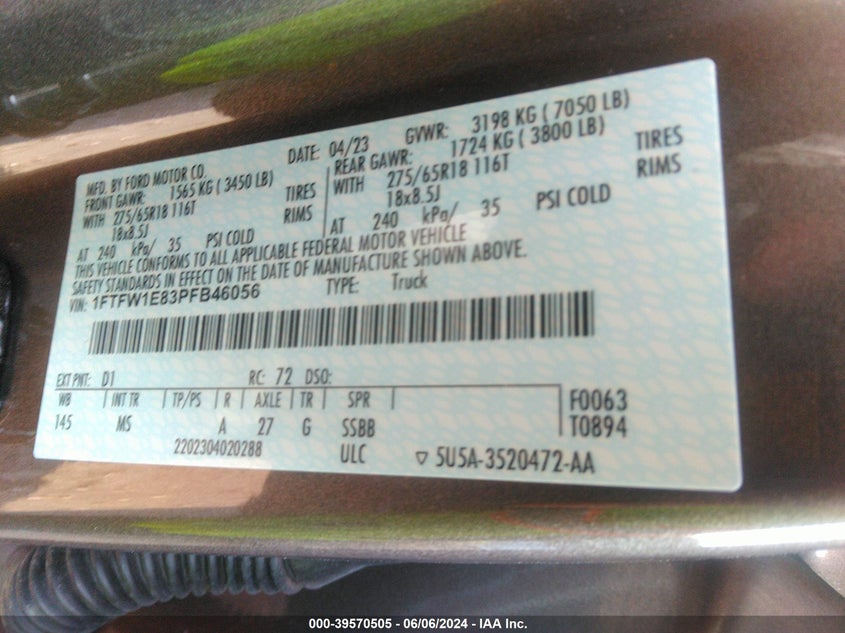 MFD. BY FORD MOTOR CO. DATE: 04/23 GVWR: 3198 KG ( 7050 LB)
FRONT GAWR: 1565 KG ( 3450 LB) REAR GAWR: 1724 KG ( 3800 LB)
WITH 275/65R18 116T TIRES WITH 275/65R18 116T TIRES
18x8.5J RIMS 18x8.5J RIMS
AT 240 kPa/ 35 PSI COLD AT 240 kPa/ 35 PSI COLD
THIS VEHICLE CONFORMS TO ALL APPLICABLE FEDERAL MOTOR VEHICLE
SAFETY STANDARDS IN EFFECT ON THE DATE OF MANUFACTURE SHOWN ABOVE.
VIN: 1FTFW1E83PFB46056 TYPE: Truck
EXT PNT: D1 RC: 72 DSO:
WB INT TR TP/PS R AXLE TR SPR F0063
145 MS A 27 G SSBB T0894
2202304020288 ULC ▽ 5U5A-3520472-AA
000-39570505 - 06/06/2024 - IAA Inc.